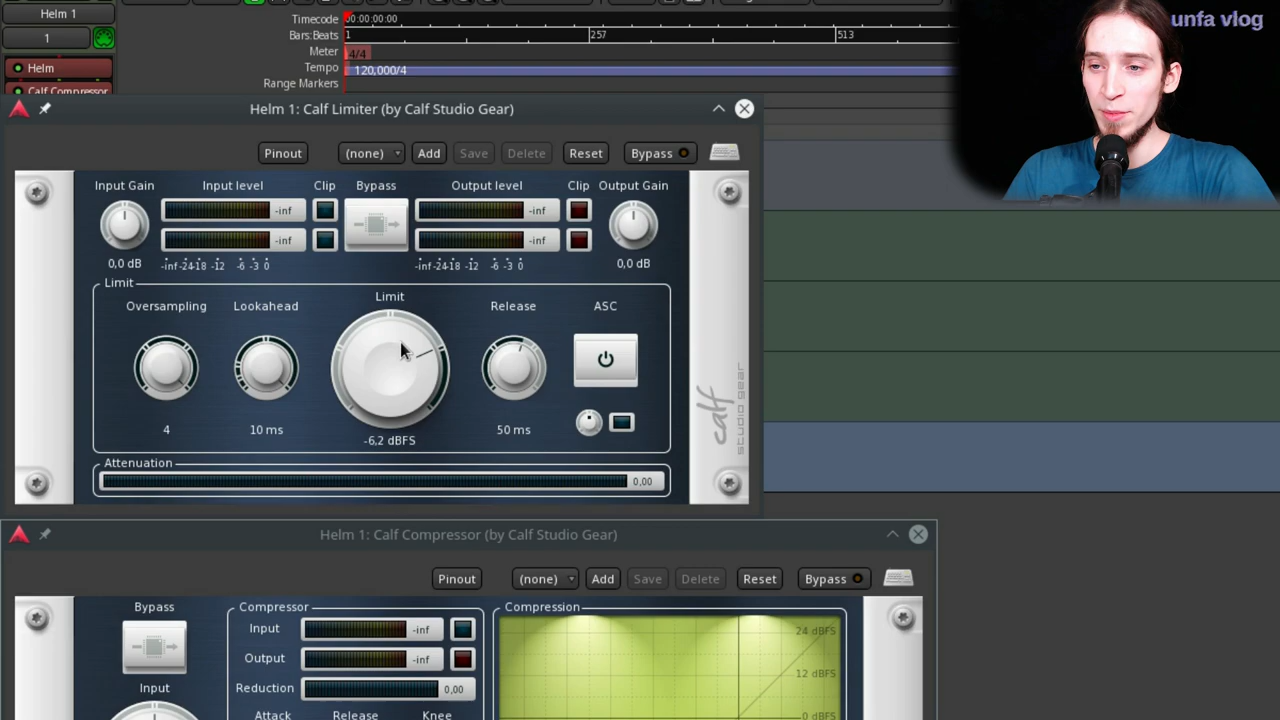 Helm 1
1
Helm
Calf Compressor
Timecode
Bars:Beats
Meter
Tempo
Range Markers
00:00:00:00
1
257
513
4/4
120,000/4
unfa vlog
Helm 1: Calf Limiter (by Calf Studio Gear)
Pinout
(none)
Add
Save
Delete
Reset
Bypass
Input Gain
Input level
Clip
Bypass
Output level
Clip
Output Gain
-inf
-inf
-inf
-inf
0,0 dB
-inf -24 -18 -12 -6 -3 0
-inf -24 -18 -12 -6 -3 0
0,0 dB
Limit
Oversampling
Lookahead
Limit
Release
ASC
4
10 ms
-6,2 dBFS
50 ms
calf
studio gear
Attenuation
0,00
Helm 1: Calf Compressor (by Calf Studio Gear)
Pinout
(none)
Add
Save
Delete
Reset
Bypass
Bypass
Input
Compressor
Input
-inf
Output
-inf
Reduction
0,00
Attack
Release
Knee
Compression
24 dBFS
12 dBFS
0 dBFS